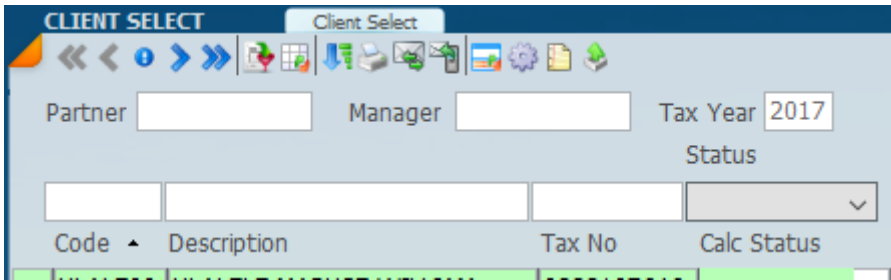 CLIENT SELECT Client Select
Partner Manager Tax Year 2017
Status
Code Description Tax No Calc Status